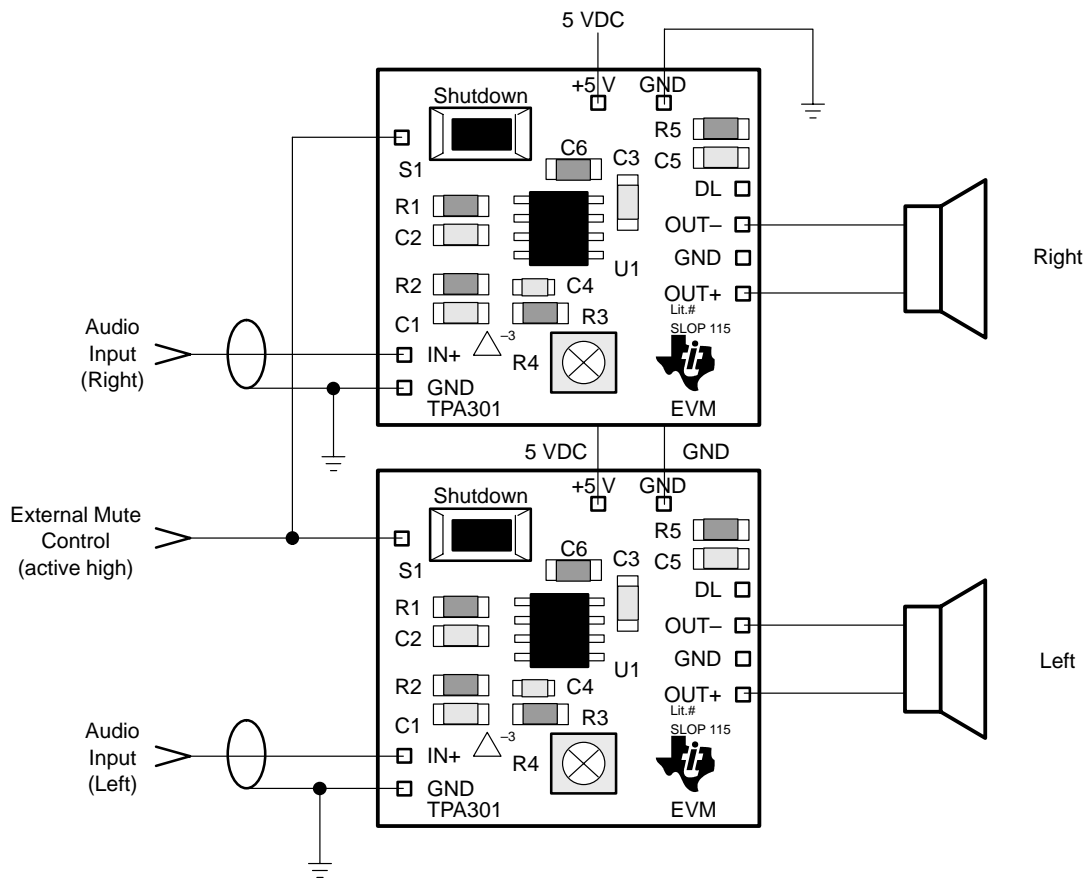 5 VDC
+5 V
GND
Shutdown
S1
R5
C5
C6
C3
DL
R1
C2
OUT–
GND
U1
R2
C4
OUT+
Lit.#
SLOP 115
C1
R3
–3
R4
IN+
GND
TPA301
EVM
Right
Audio
Input
(Right)
5 VDC
GND
+5 V
GND
Shutdown
S1
R5
C5
C6
C3
DL
R1
C2
OUT–
GND
U1
R2
C4
OUT+
Lit.#
SLOP 115
C1
R3
–3
R4
IN+
GND
TPA301
EVM
Left
External Mute
Control
(active high)
Audio
Input
(Left)